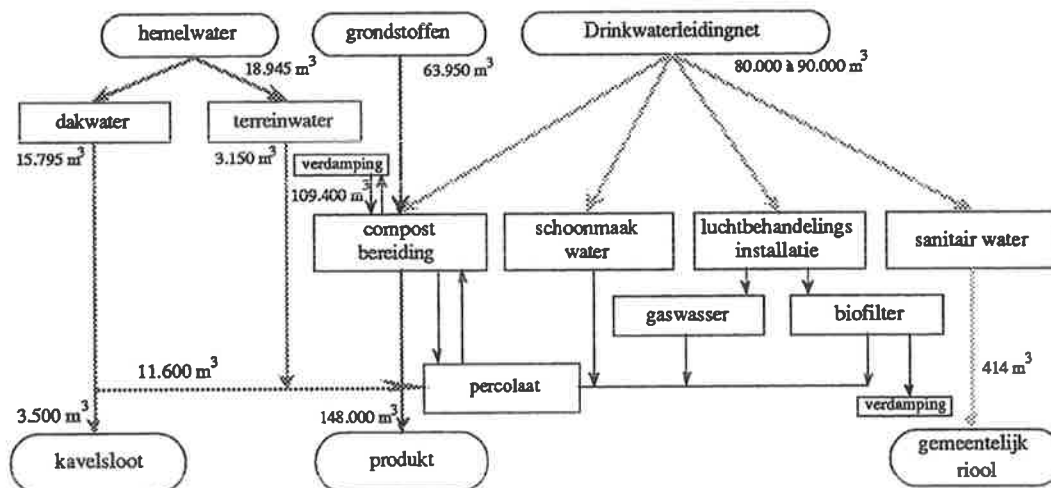 hemelwater
grondstoffen
Drinkwaterleidingnet
18.945 m³
63.950 m³
80.000 à 90.000 m³
dakwater
terreinwater
15.795 m³
3.150 m³
verdamping
109.400 m³
compost
bereiding
schoonmaak
water
luchtbehandelings
installatie
sanitair water
gaswasser
biofilter
11.600 m³
percolaat
414 m³
verdamping
3.500 m³
148.000 m³
kavelsloot
produkt
gemeentelijk
riool